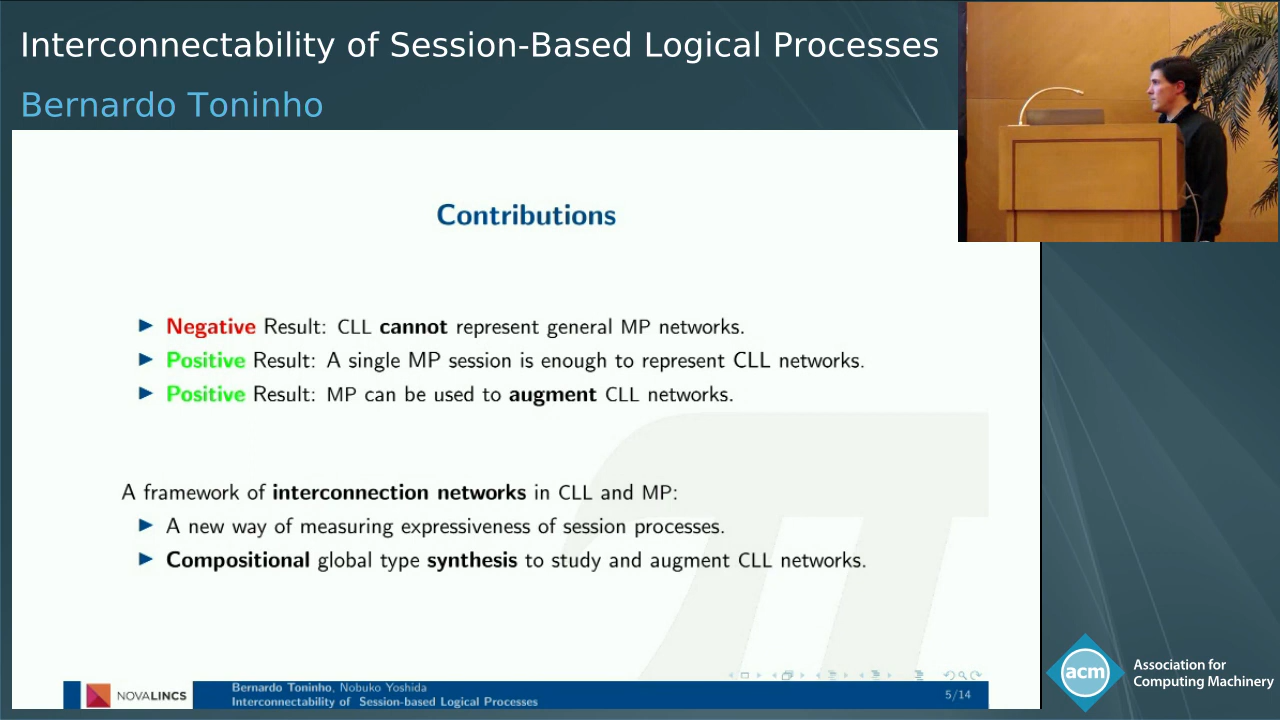 Interconnectability of Session-Based Logical Processes
Bernardo Toninho
Contributions
▶ Negative Result: CLL cannot represent general MP networks.
▶ Positive Result: A single MP session is enough to represent CLL networks.
▶ Positive Result: MP can be used to augment CLL networks.
A framework of interconnection networks in CLL and MP:
▶ A new way of measuring expressiveness of session processes.
▶ Compositional global type synthesis to study and augment CLL networks.
NOVALINCS
Bernardo Toninho, Nobuko Yoshida
Interconnectability of Session-based Logical Processes
5/14
acm
Association for
Computing Machinery